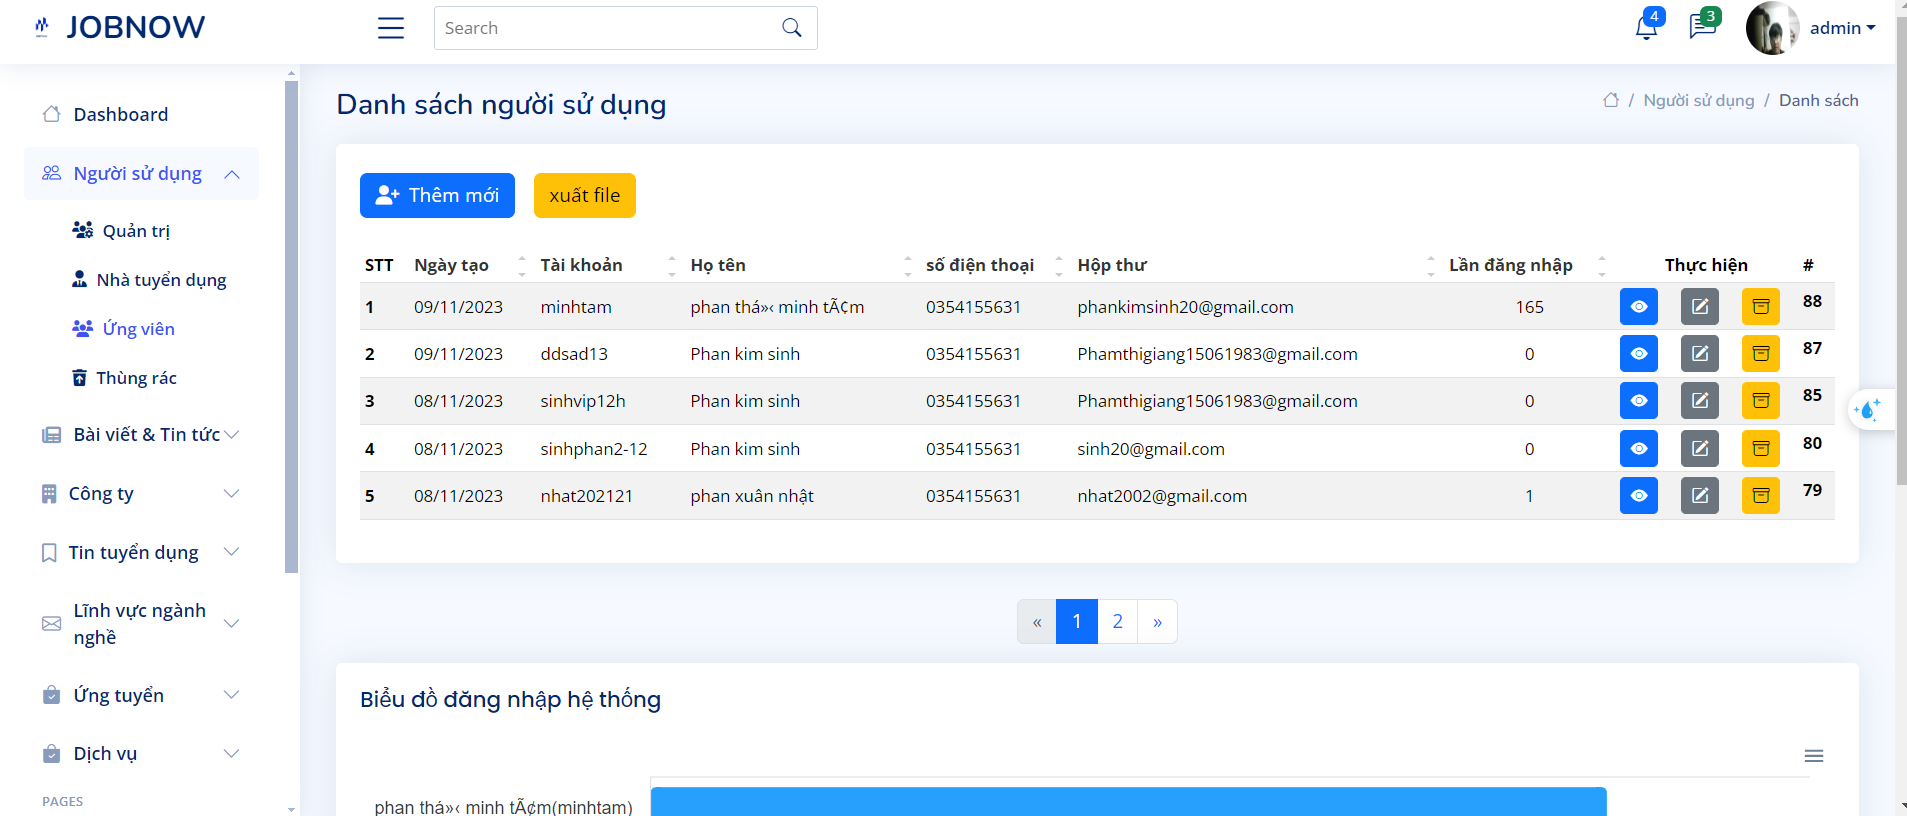 JOBNOW
Search
4
3
admin
Dashboard
Người sử dụng
Quản trị
Nhà tuyển dụng
Ứng viên
Thùng rác
Bài viết & Tin tức
Công ty
Tin tuyển dụng
Lĩnh vực ngành
nghề
Ứng tuyển
Dịch vụ
PAGES
Danh sách người sử dụng
/ Người sử dụng / Danh sách
Thêm mới
xuất file
STT Ngày tạo Tài khoản Họ tên số điện thoại Hộp thư Lần đăng nhập Thực hiện #
1 09/11/2023 minhtam phan thá»‹ minh tÃ¢m 0354155631 phankimsinh20@gmail.com 165 88
2 09/11/2023 ddsad13 Phan kim sinh 0354155631 Phamthigiang15061983@gmail.com 0 87
3 08/11/2023 sinhvip12h Phan kim sinh 0354155631 Phamthigiang15061983@gmail.com 0 85
4 08/11/2023 sinhphan2-12 Phan kim sinh 0354155631 sinh20@gmail.com 0 80
5 08/11/2023 nhat202121 phan xuân nhật 0354155631 nhat2002@gmail.com 1 79
« 1 2 »
Biểu đồ đăng nhập hệ thống
phan thá»‹ minh tÃ¢m(minhtam)